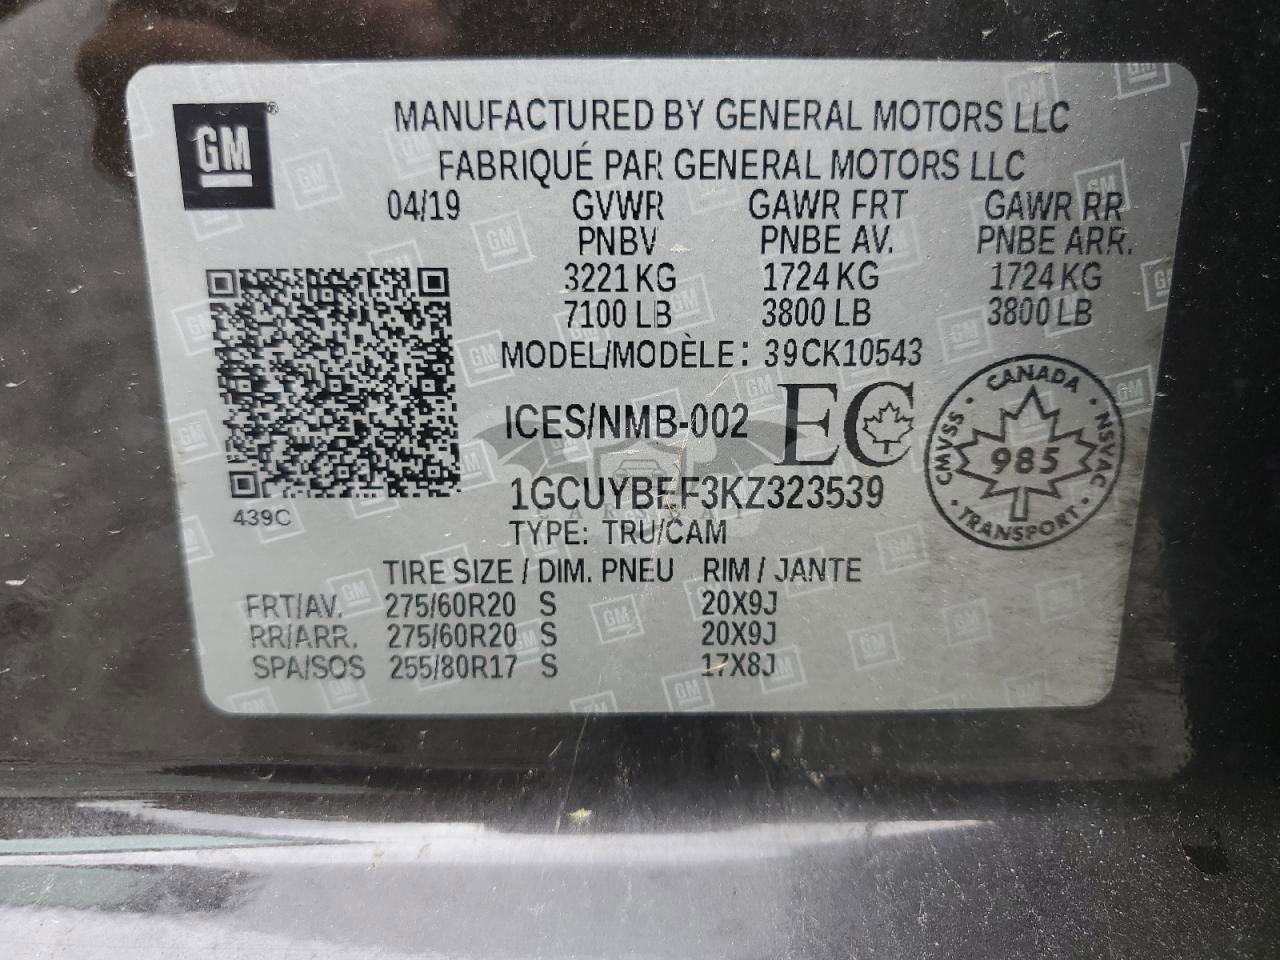 GM
MANUFACTURED BY GENERAL MOTORS LLC
FABRIQUÉ PAR GENERAL MOTORS LLC
04/19 GVWR GAWR FRT GAWR RR
PNBV PNBE AV. PNBE ARR.
3221 KG 1724 KG 1724 KG
7100 LB 3800 LB 3800 LB
MODEL/MODÈLE: 39CK10543
ICES/NMB-002 EC
CANADA
CMVSS 985 NSVAC
TRANSPORT
1GCUYBEF3KZ323539
439C
TYPE: TRU/CAM
TIRE SIZE / DIM. PNEU RIM / JANTE
FRT/AV. 275/60R20 S 20X9J
RR/ARR. 275/60R20 S 20X9J
SPA/SOS 255/80R17 S 17X8J